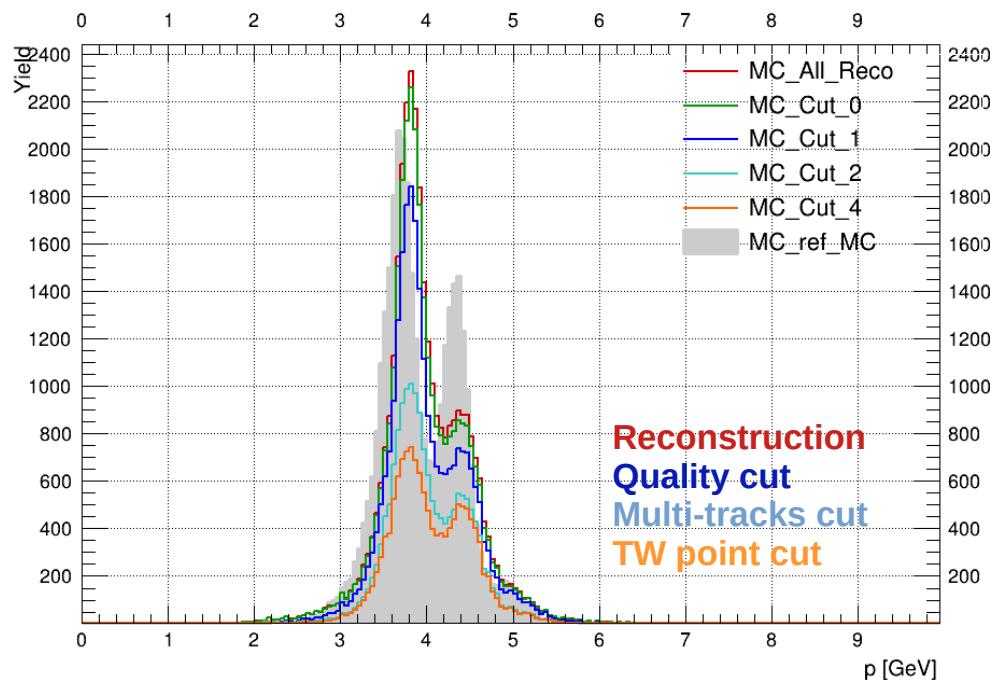 0 1 2 3 4 5 6 7 8 9
Yield
2400 2400
MC_All_Reco
2200 2200
MC_Cut_0
2000 2000
MC_Cut_1
1800 1800
MC_Cut_2
MC_Cut_4
1600 1600
MC_ref_MC
1400 1400
1200 1200
1000 1000
800 800
Reconstruction
Quality cut
600 600
Multi-tracks cut
400 400
TW point cut
200 200
0 1 2 3 4 5 6 7 8 9
p [GeV]